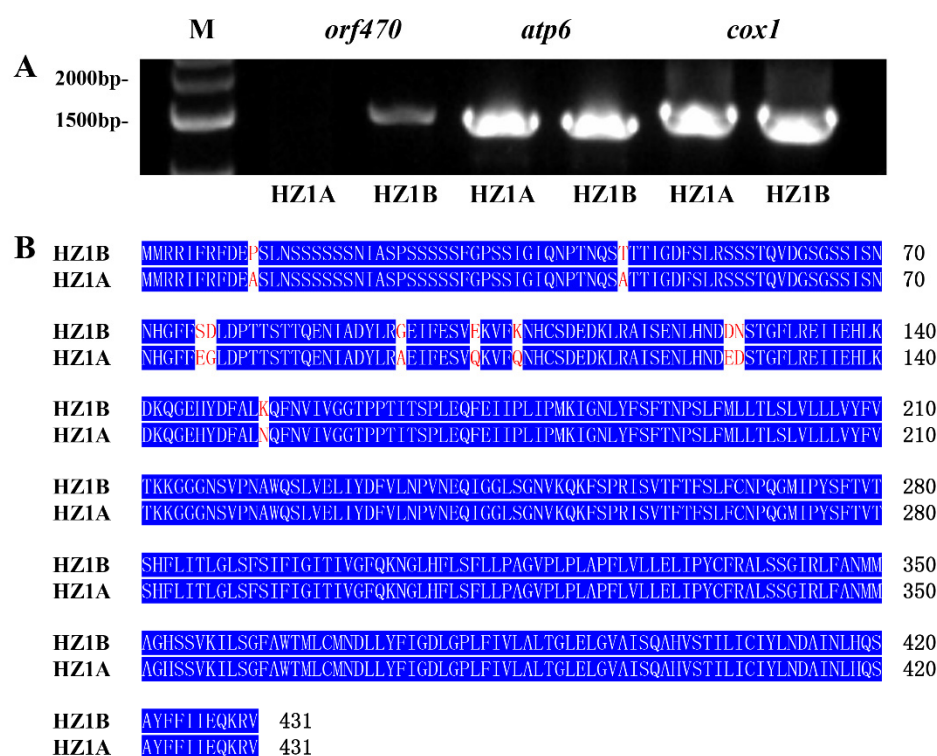 M orf470 atp6 cox1
A
2000bp-
1500bp-
HZ1A HZ1B HZ1A HZ1B HZ1A HZ1B
B
HZ1B MMRRIFRFDEPSLNSSSSSSNIASPSSSSSFGPSSIGIQNPTNQSTTTIGDFSLRSSSTQVDGSGSSISN 70
HZ1A MMRRIFRFDEASLNSSSSSSNIASPSSSSSFGPSSIGIQNPTNQSATTIGDFSLRSSSTQVDGSGSSISN 70
HZ1B NHGFFSDLDPTTSTTQENIADYLRGEIFESVEKVFKNHCSDEDKLRAISENLHNDDNSTGFLREIIEHLK 140
HZ1A NHGFFEGLDPTTSTTQENIADYLRAEIFESVQKVFQNHCSDEDKLRAISENLHNDEDSTGFLREIIEHLK 140
HZ1B DKQGEHYDFALKQFNVIVGGTPPTITSPLEQFEIIPLIPMKIGNLYFSFTNPSLFMLLTLSLVLLLVYFV 210
HZ1A DKQGEHYDFALNQFNVIVGGTPPTITSPLEQFEIIPLIPMKIGNLYFSFTNPSLFMLLTLSLVLLLVYFV 210
HZ1B TKKGGGNSVPNAWQSLVELIYDFVLNPVNEQIGGLSGNVKQKFSPRISVTFTFSLFCNPQGMIPYSFTVT 280
HZ1A TKKGGGNSVPNAWQSLVELIYDFVLNPVNEQIGGLSGNVKQKFSPRISVTFTFSLFCNPQGMIPYSFTVT 280
HZ1B SHFLITLGLSFSIFIGITIVGFQKNGLHFLSFLLPAGVPLPLAPFLVLLELIPYCFRALSSGIRLFANMM 350
HZ1A SHFLITLGLSFSIFIGITIVGFQKNGLHFLSFLLPAGVPLPLAPFLVLLELIPYCFRALSSGIRLFANMM 350
HZ1B AGHSSVKILSGFAWTMLCMNDLLYFIGDLGPLFIVLALTGLELGVAISQAHVSTILICIYLNDAINLHQS 420
HZ1A AGHSSVKILSGFAWTMLCMNDLLYFIGDLGPLFIVLALTGLELGVAISQAHVSTILICIYLNDAINLHQS 420
HZ1B AYFFIIEQKRV 431
HZ1A AYFFIIEQKRV 431